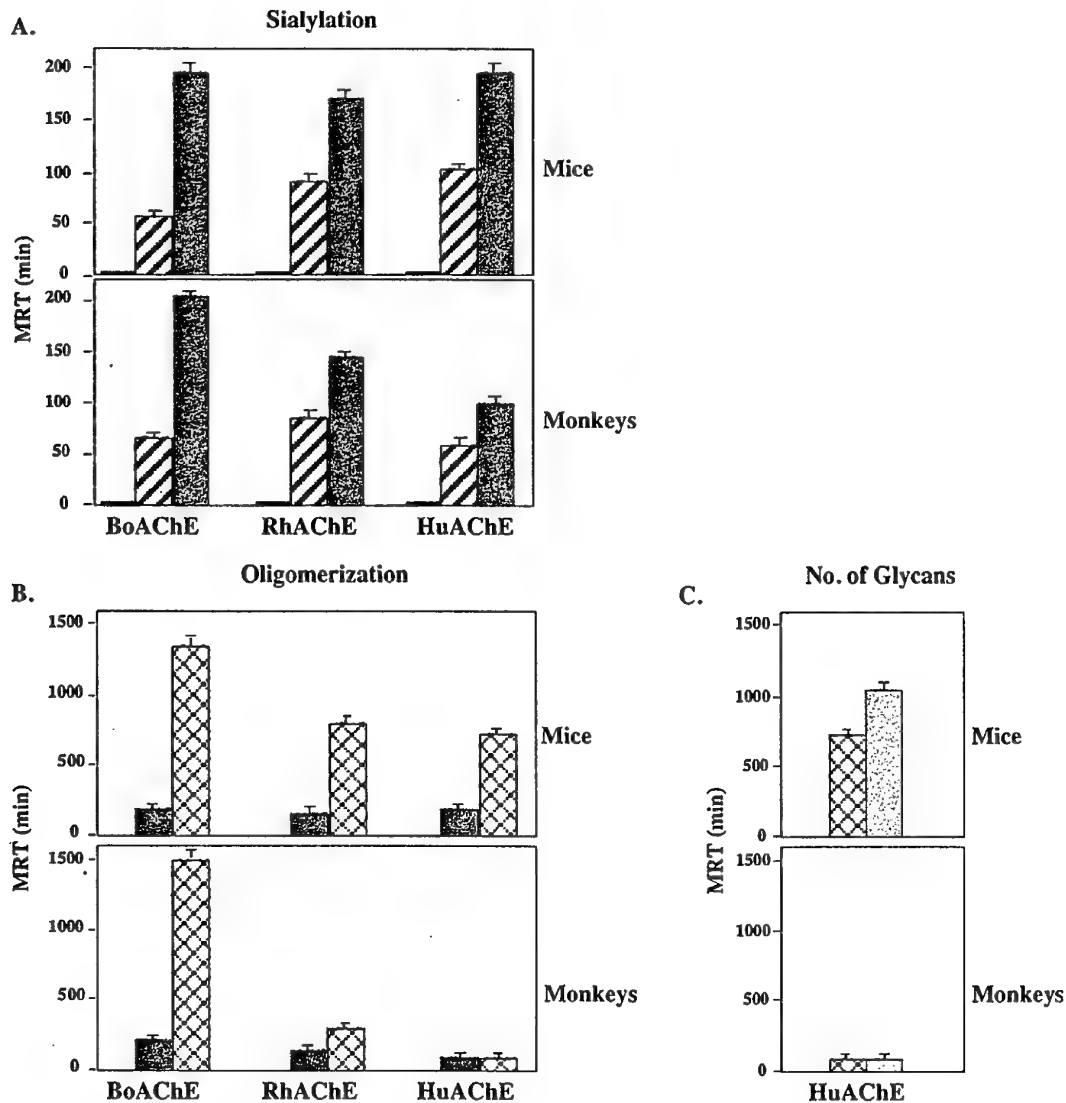 A.
Sialylation
200
150
100
50
0
Mice
200
150
100
50
0
Monkeys
MRT (min)
BoAChE RhAChE HuAChE
B.
Oligomerization
1500
1000
500
0
Mice
1500
1000
500
0
Monkeys
MRT (min)
BoAChE RhAChE HuAChE
C.
No. of Glycans
1500
1000
500
0
Mice
1500
1000
500
0
Monkeys
MRT (min)
HuAChE